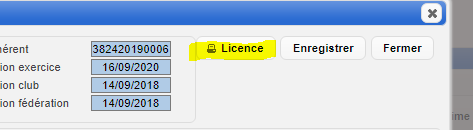 hérent 382420190006 Licence Enregistrer Fermer
ion exercice 16/09/2020
ion club 14/09/2018
ion fédération 14/09/2018
ime